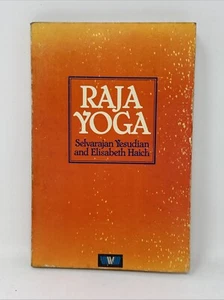 RAJA
YOGA
Selvarajan Yesudian
and Elisabeth Haich